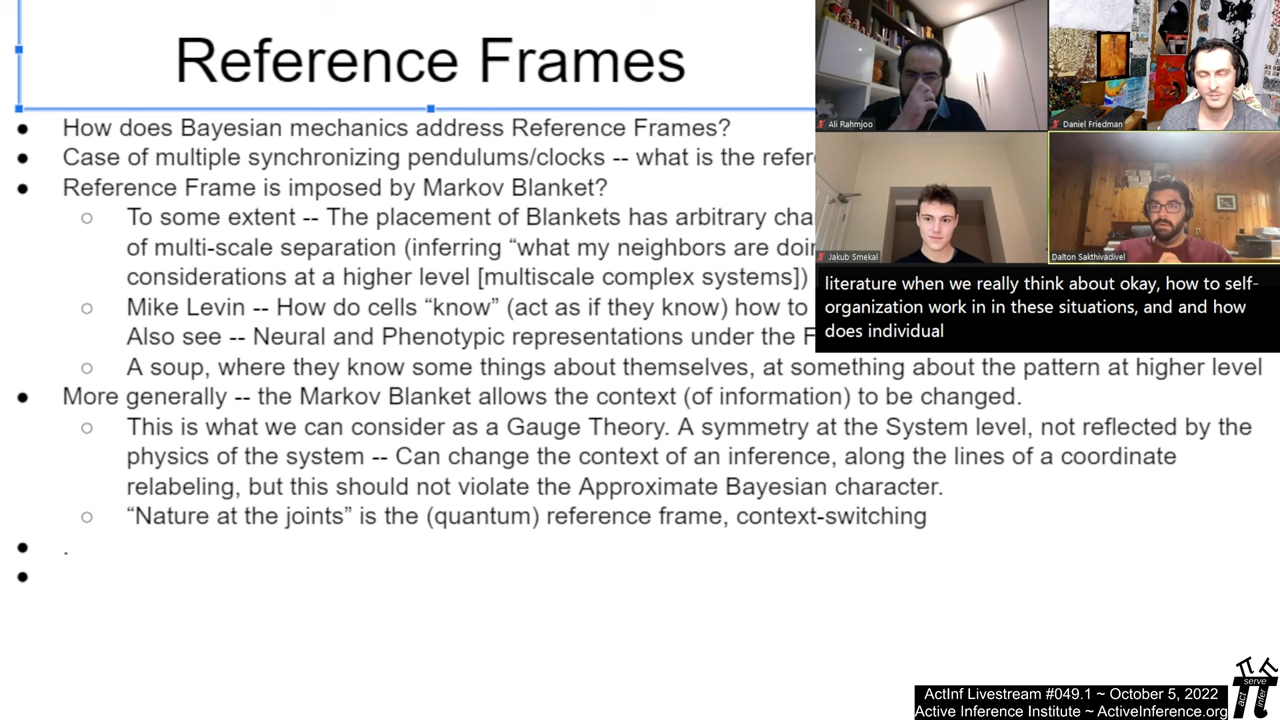 Reference Frames
● How does Bayesian mechanics address Reference Frames?
● Case of multiple synchronizing pendulums/clocks -- what is the refer
● Reference Frame is imposed by Markov Blanket?
○ To some extent -- The placement of Blankets has arbitrary cha
of multi-scale separation (inferring “what my neighbors are doin
considerations at a higher level [multiscale complex systems])
○ Mike Levin -- How do cells “know” (act as if they know) how to
Also see -- Neural and Phenotypic representations under the F
○ A soup, where they know some things about themselves, at something about the pattern at higher level
● More generally -- the Markov Blanket allows the context (of information) to be changed.
○ This is what we can consider as a Gauge Theory. A symmetry at the System level, not reflected by the
physics of the system -- Can change the context of an inference, along the lines of a coordinate
relabeling, but this should not violate the Approximate Bayesian character.
○ “Nature at the joints” is the (quantum) reference frame, context-switching
● .
●
Ali Rahmjoo
Daniel Friedman
Jakub Smekal
Dalton Sakthivadivel
literature when we really think about okay, how to self-
organization work in in these situations, and and how
does individual
ActInf Livestream #049.1 ~ October 5, 2022
Active Inference Institute ~ ActiveInference.org
serve
act
infer